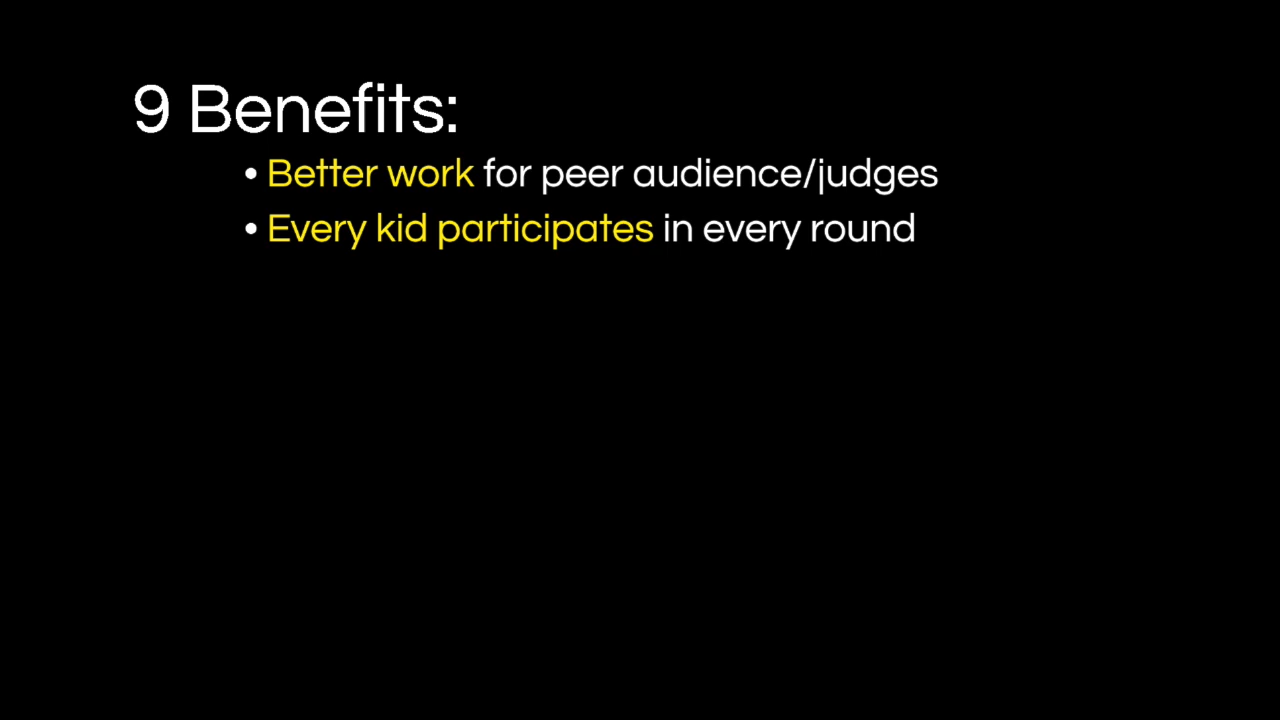 9 Benefits:
• Better work for peer audience/judges
• Every kid participates in every round